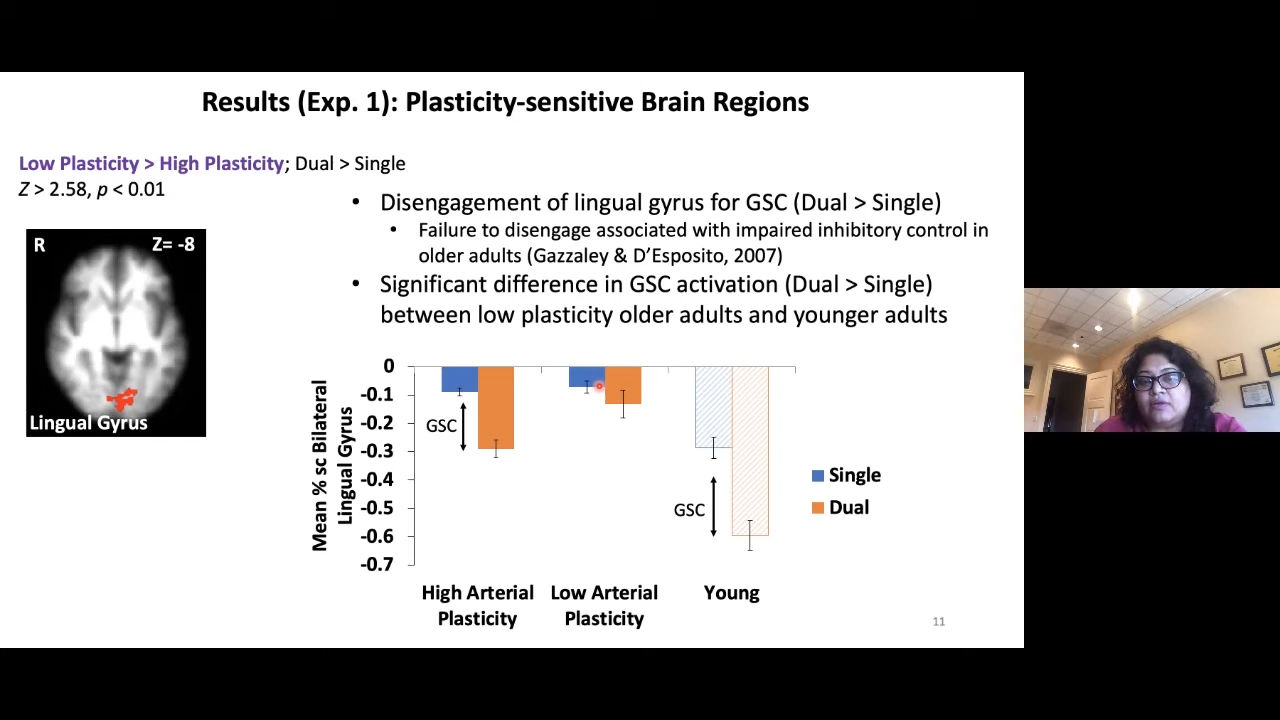 Results (Exp. 1): Plasticity-sensitive Brain Regions
Low Plasticity > High Plasticity; Dual > Single
Z > 2.58, p < 0.01
R
Z= -8
Lingual Gyrus
• Disengagement of lingual gyrus for GSC (Dual > Single)
• Failure to disengage associated with impaired inhibitory control in
older adults (Gazzaley & D’Esposito, 2007)
• Significant difference in GSC activation (Dual > Single)
between low plasticity older adults and younger adults
Mean % sc Bilateral
Lingual Gyrus
0
-0.1
-0.2
-0.3
-0.4
-0.5
-0.6
-0.7
GSC
GSC
High Arterial
Plasticity
Low Arterial
Plasticity
Young
Single
Dual
11